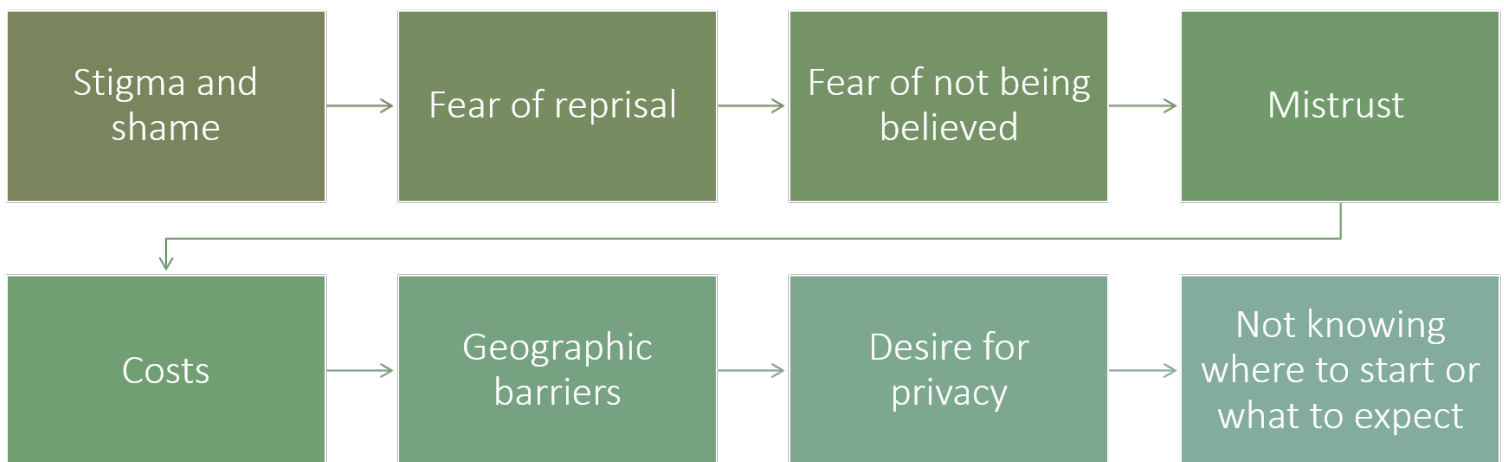 Stigma and
shame
Fear of reprisal
Fear of not being
believed
Mistrust
Costs
Geographic
barriers
Desire for
privacy
Not knowing
where to start or
what to expect